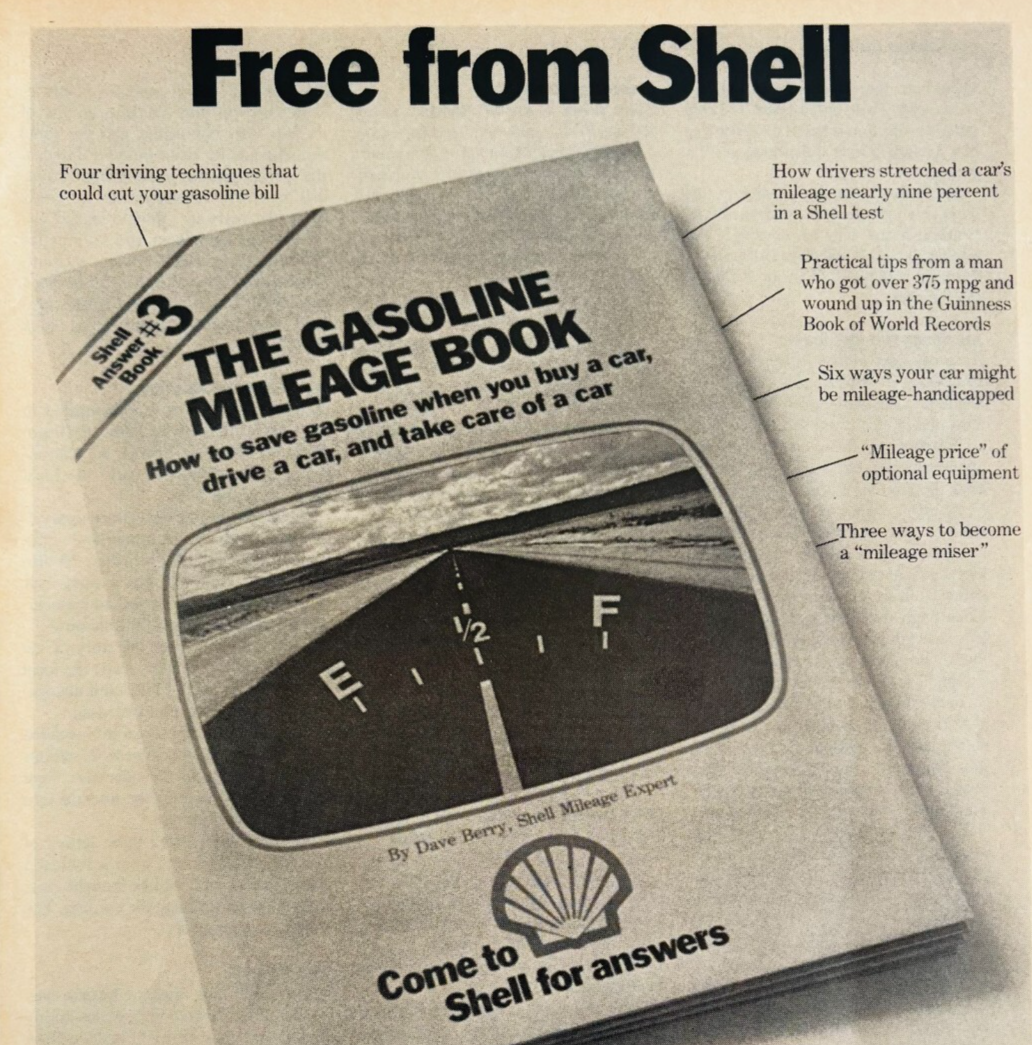 Free from Shell
Four driving techniques that
could cut your gasoline bill
How drivers stretched a car's
mileage nearly nine percent
in a Shell test
Practical tips from a man
who got over 375 mpg and
wound up in the Guinness
Book of World Records
Six ways your car might
be mileage-handicapped
“Mileage price” of
optional equipment
Three ways to become
a “mileage miser”
Shell
Answer #3
Book
THE GASOLINE
MILEAGE BOOK
How to save gasoline when you buy a car,
drive a car, and take care of a car
E 1/2 F
By Dave Berry, Shell Mileage Expert
Come to
Shell for answers